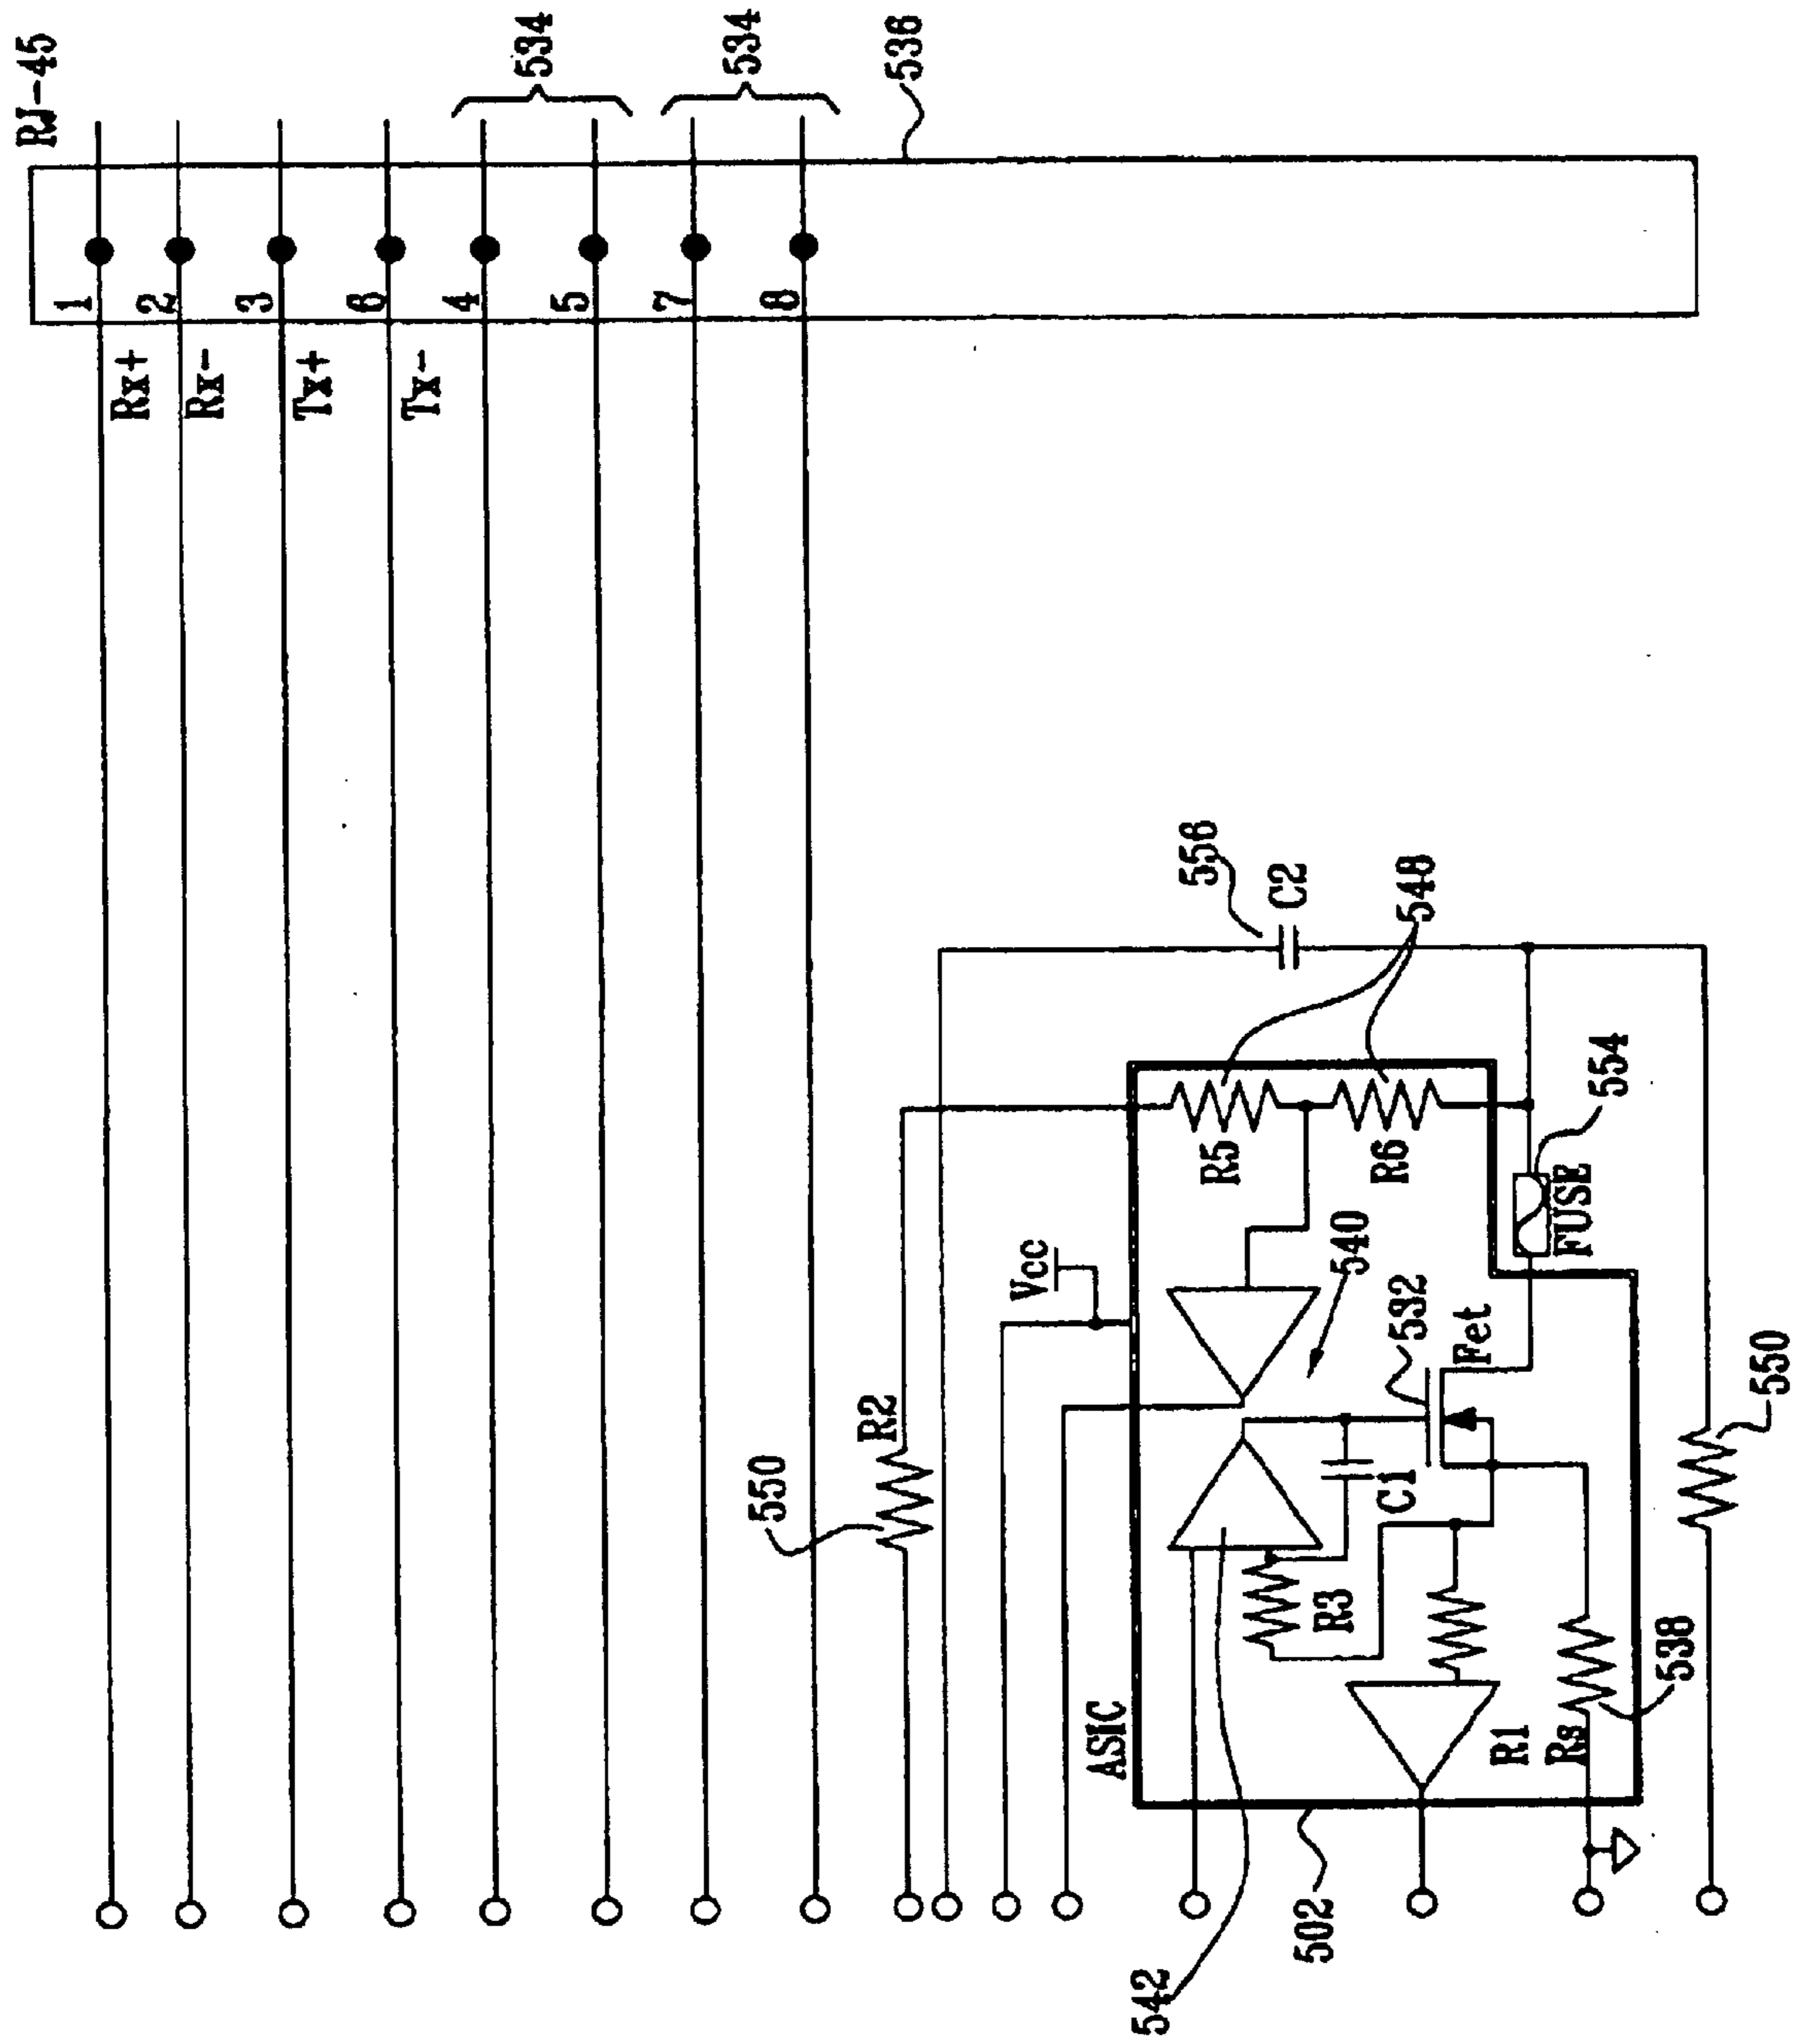 RJ-45
534
534
536
1
2
3
6
4
5
7
8
Rx+
Rx-
Tx+
Tx-
556
C2
548
554
R5
R6
FUSE
Vcc
540
532
Fet
550
R2
550
C1
R3
538
ASIC
R1
Rs
502
542